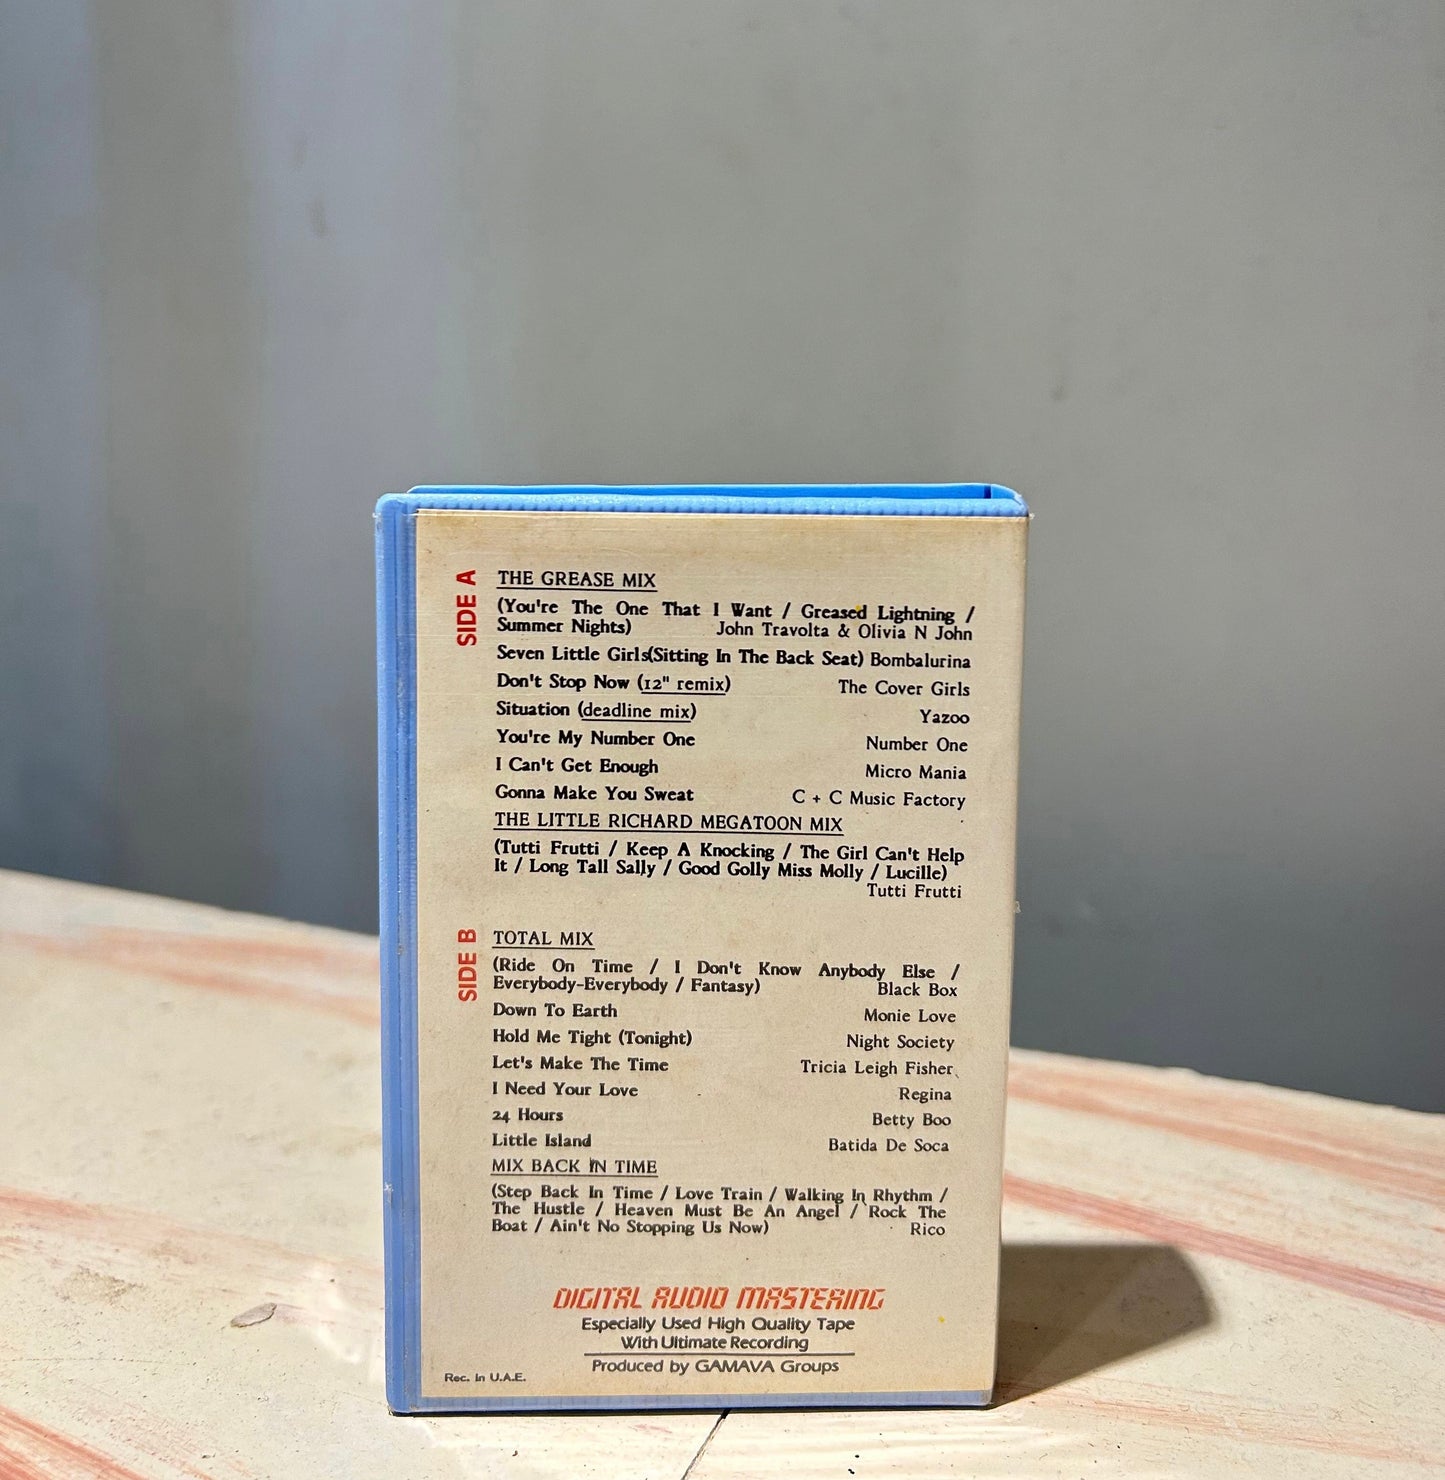 SIDE A
THE GREASE MIX
(You're The One That I Want / Greased Lightning /
Summer Nights) John Travolta & Olivia N John
Seven Little Girls(Sitting In The Back Seat) Bombalurina
Don't Stop Now (12" remix) The Cover Girls
Situation (deadline mix) Yazoo
You're My Number One Number One
I Can't Get Enough Micro Mania
Gonna Make You Sweat C + C Music Factory
THE LITTLE RICHARD MEGATOON MIX
(Tutti Frutti / Keep A Knocking / The Girl Can't Help
It / Long Tall Sally / Good Golly Miss Molly / Lucille)
Tutti Frutti
SIDE B
TOTAL MIX
(Ride On Time / I Don't Know Anybody Else /
Everybody-Everybody / Fantasy) Black Box
Down To Earth Monie Love
Hold Me Tight (Tonight) Night Society
Let's Make The Time Tricia Leigh Fisher
I Need Your Love Regina
24 Hours Betty Boo
Little Island Batida De Soca
MIX BACK IN TIME
(Step Back In Time / Love Train / Walking In Rhythm /
The Hustle / Heaven Must Be An Angel / Rock The
Boat / Ain't No Stopping Us Now) Rico
DIGITAL AUDIO MASTERING
Especially Used High Quality Tape
With Ultimate Recording
Produced by GAMAVA Groups
Rec. In U.A.E.